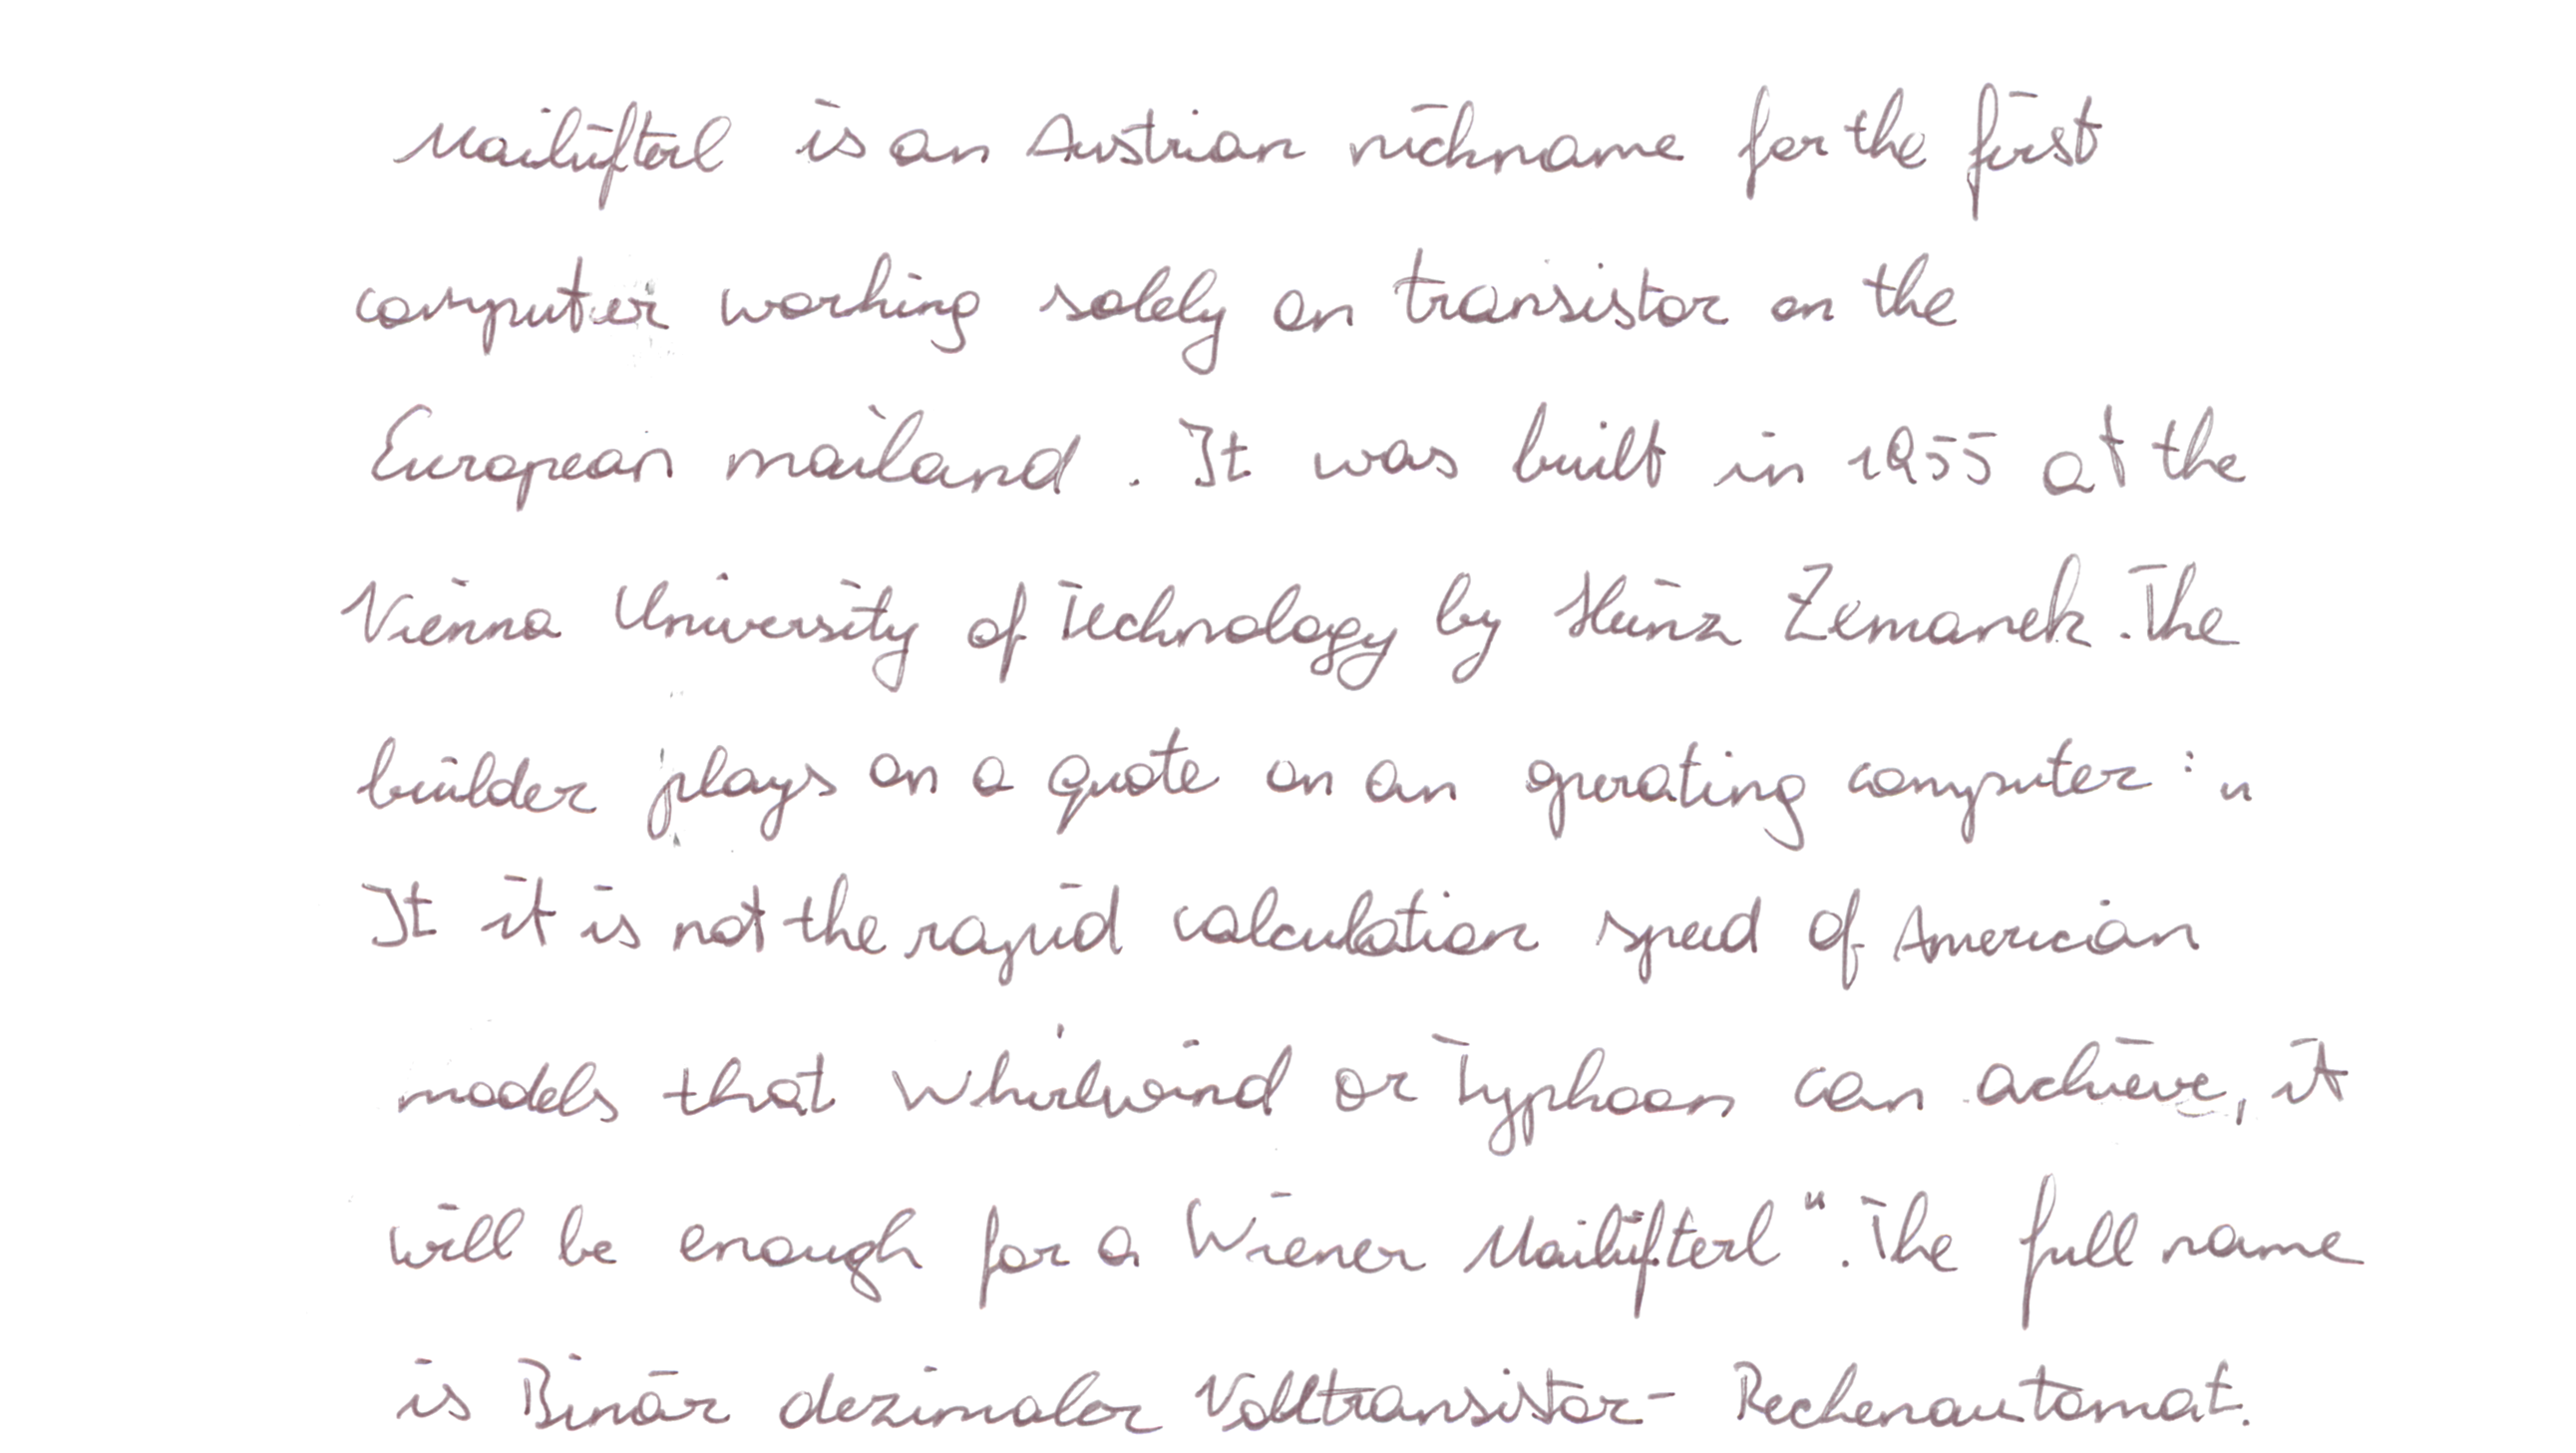 Mailüfterl is an Austrian nickname for the first
computer working solely on transistor on the
European mailand. It was built in 1955 at the
Vienna University of Technology by Heinz Zemanek. The
builder plays on a quote on an operating computer: "
It it is not the rapid calculation speed of American
models that Whirlwind or Typhoon can achieve, it
will be enough for a Wiener Mailüfterl". The full name
is Binär dezimaler Volltransistor- Rechenautomat.